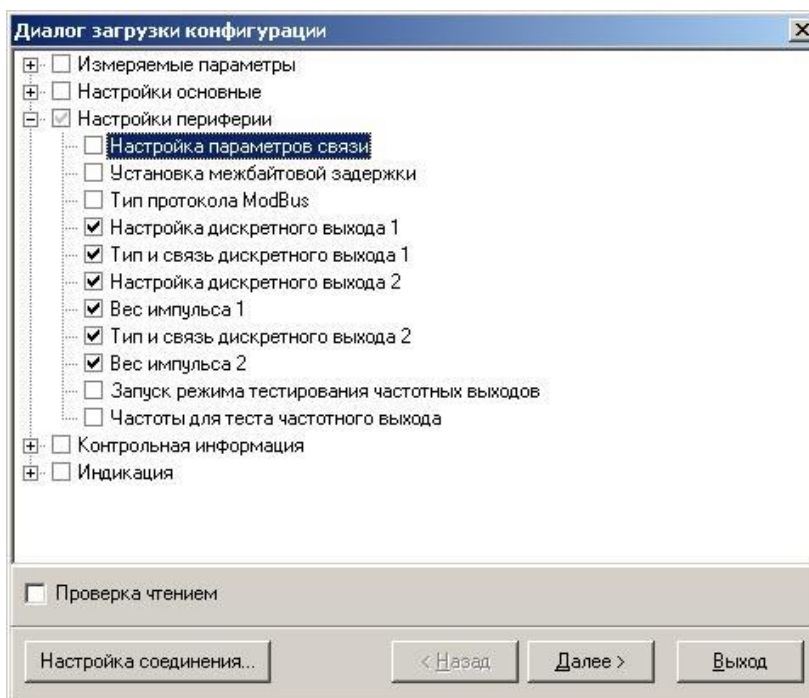 Диалог загрузки конфигурации
Измеряемые параметры
Настройки основные
Настройки периферии
Настройка параметров связи
Установка межбайтовой задержки
Тип протокола ModBus
Настройка дискретного выхода 1
Тип и связь дискретного выхода 1
Настройка дискретного выхода 2
Вес импульса 1
Тип и связь дискретного выхода 2
Вес импульса 2
Запуск режима тестирования частотных выходов
Частоты для теста частотного выхода
Контрольная информация
Индикация
Проверка чтением
Настройка соединения... < Назад Далее > Выход